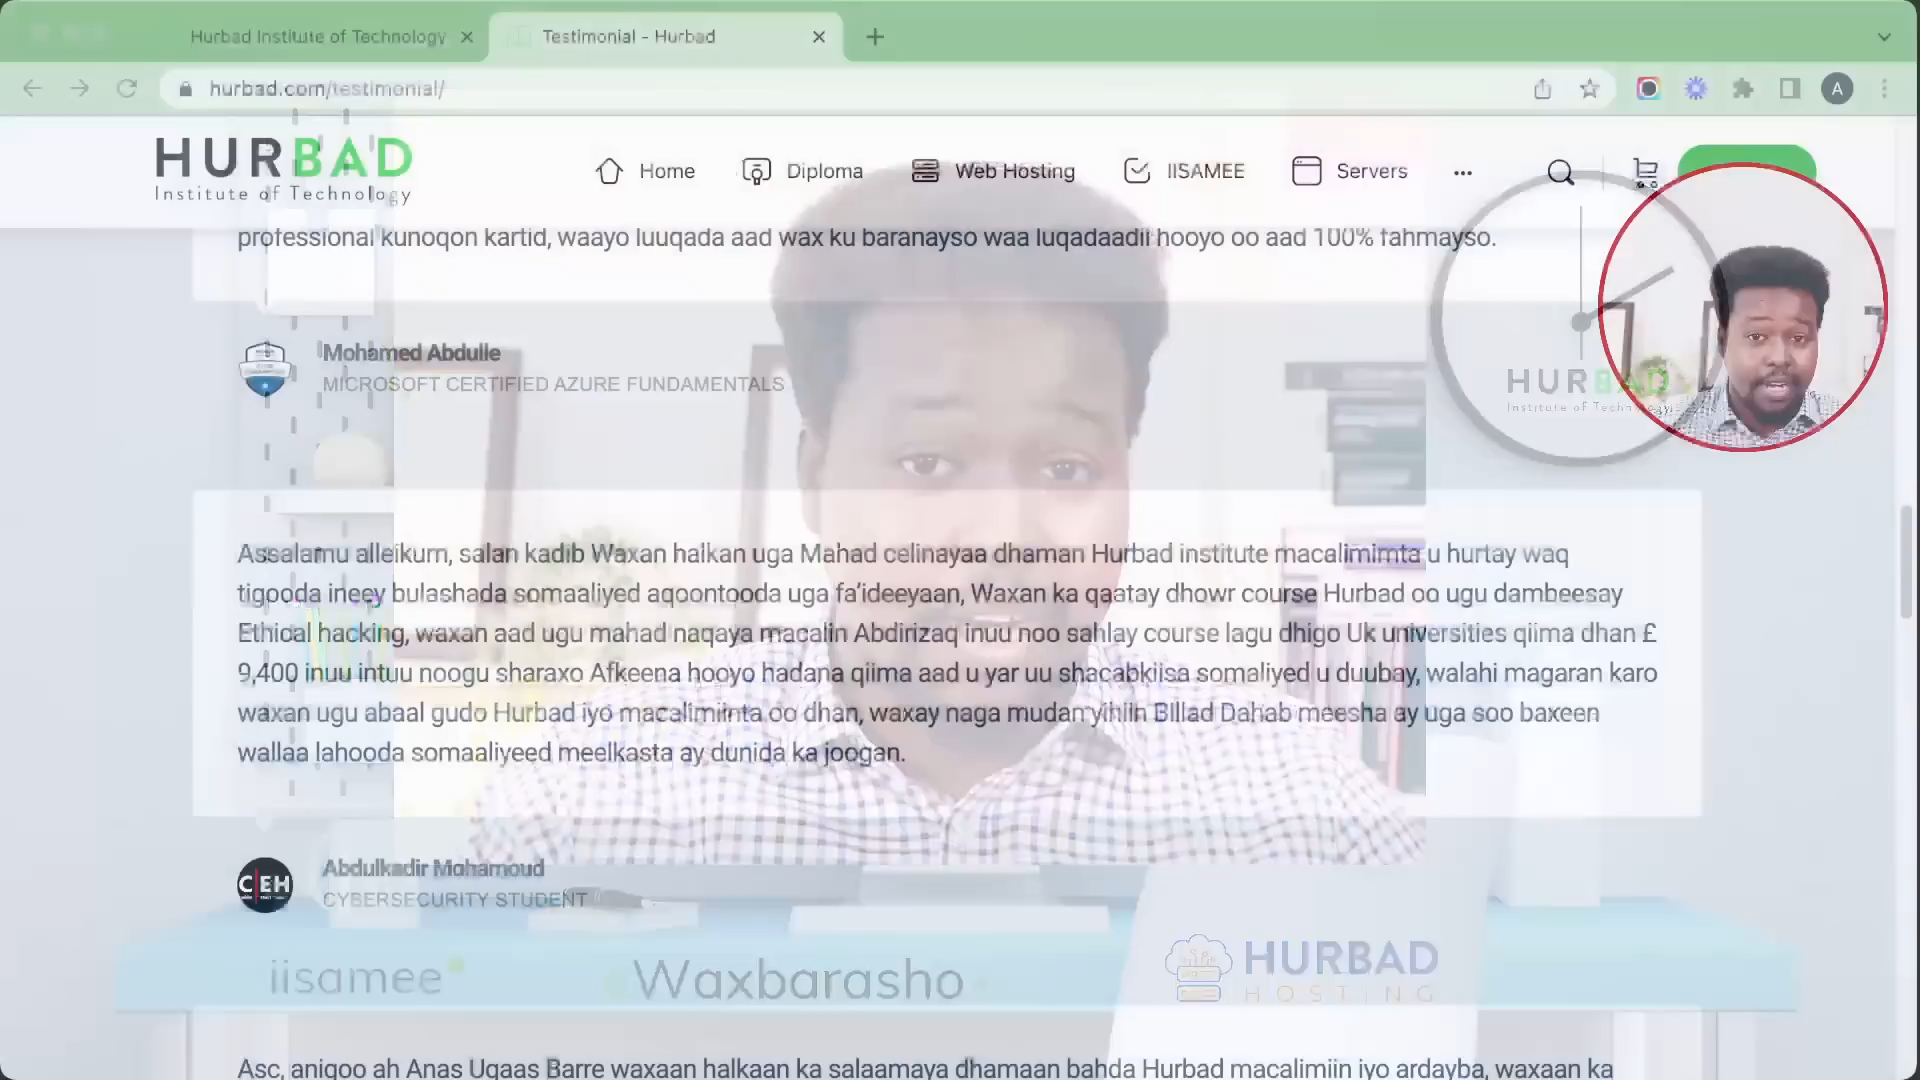 Hurbad Institute of Technology
Testimonial - Hurbad
hurbad.com/testimonial/
A
HURBAD
Institute of Technology
Home
Diploma
Web Hosting
IISAMEE
Servers
professional kunoqon kartid, waayo luuqada aad wax ku baranayso waa luqadaadii hooyo oo aad 100% fahmayso.
Mohamed Abdulle
MICROSOFT CERTIFIED AZURE FUNDAMENTALS
HURBAD
Institute of Technology
Assalamu alleikum, salan kadib Waxan halkan uga Mahad celinayaa dhaman Hurbad institute macalimimta u hurtay waq
tigooda ineey bulashada somaaliyed aqoontooda uga fa'ideeyaan, Waxan ka qaatay dhowr course Hurbad oo ugu dambeesay
Ethical hacking, waxan aad ugu mahad naqaya macalin Abdirizaq inuu noo sahlay course lagu dhigo Uk universities qiima dhan £
9,400 inuu intuu noogu sharaxo Afkeena hooyo hadana qiima aad u yar uu shacabkiisa somaliyed u duubay, walahi magaran karo
waxan ugu abaal gudo Hurbad iyo macalimiinta oo dhan, waxay naga mudan yihiin Billad Dahab meesha ay uga soo baxeen
wallaa lahooda somaaliyeed meelkasta ay dunida ka joogan.
CEH
Abdulkadir Mohamoud
CYBERSECURITY STUDENT
iisamee
Waxbarasho
HURBAD
HOSTING
Asc, aniqoo ah Anas Ugaas Barre waxaan halkaan ka salaamaya dhamaan bahda Hurbad macalimiin iyo ardayba, waxaan ka